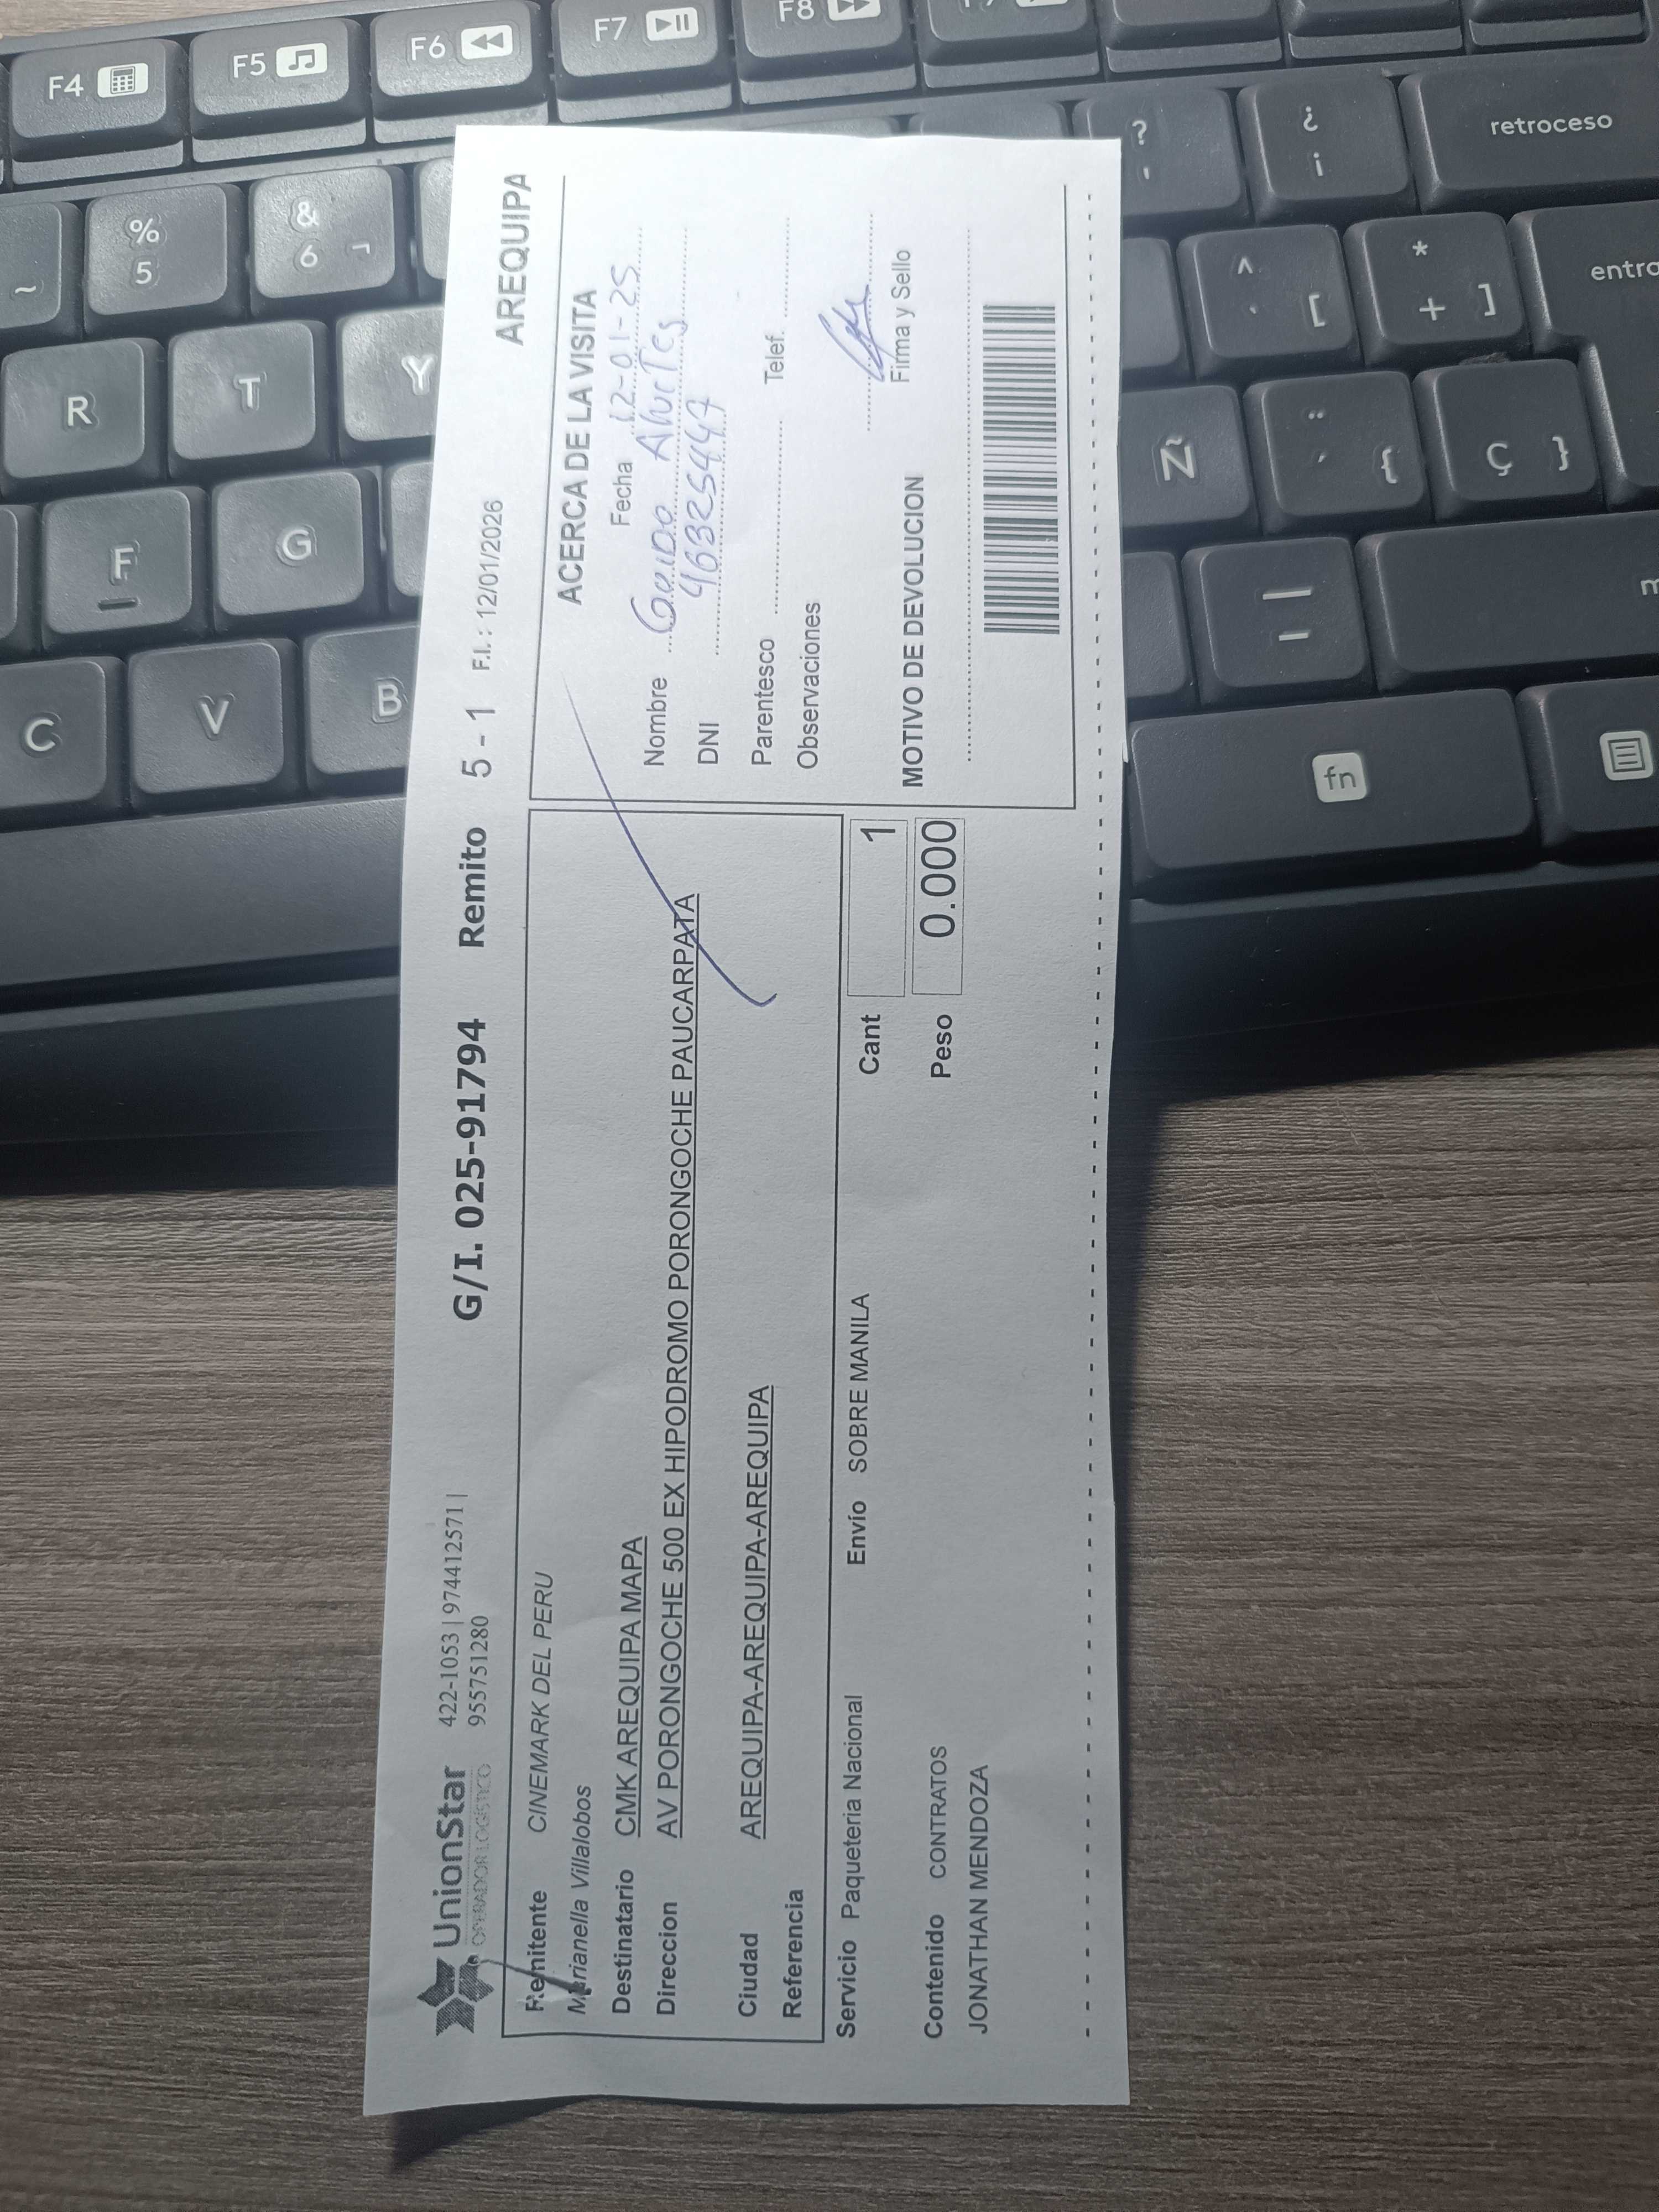 UnionStar
OPERADOR LOGISTICO
422-1053 | 974412571 |
955751280
G/I. 025-91794 Remito 5 - 1 F.I.: 12/01/2026 AREQUIPA
Remitente CINEMARK DEL PERU
Marianella Villalobos
Destinatario CMK AREQUIPA MAPA
Direccion AV PORONGOCHE 500 EX HIPODROMO PORONGOCHE PAUCARPATA
Ciudad AREQUIPA-AREQUIPA-AREQUIPA
Referencia
Servicio Paqueteria Nacional Envío SOBRE MANILA Cant 1
Contenido CONTRATOS Peso 0.000
JONATHAN MENDOZA
ACERCA DE LA VISITA
Fecha 12-01-25
Nombre
DNI
Parentesco Telef.
Observaciones
Firma y Sello
MOTIVO DE DEVOLUCION
F4
F5
F6
F7
F8
% 5
& 6 ¬
? -
¿ ¡
retroceso
R
T
Y
^ [
* + ]
F
G
Ñ
{
Ç }
C
V
B
fn